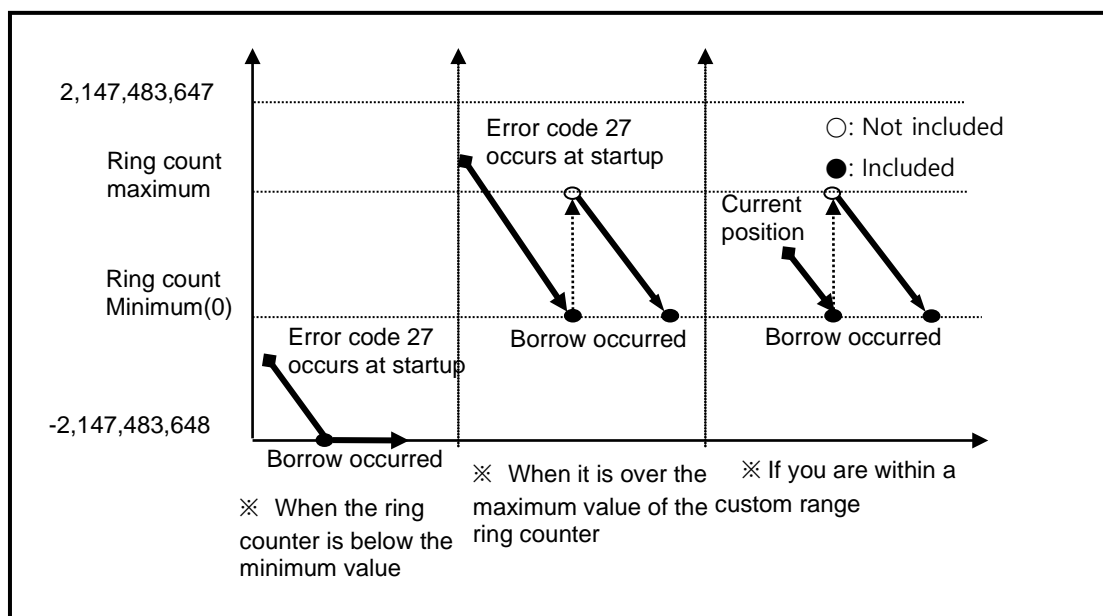 2,147,483,647
Ring count
maximum
Ring count
Minimum(0)
-2,147,483,648
Error code 27
occurs at startup
Borrow occurred
※ When the ring
counter is below the
minimum value
Error code 27
occurs at startup
Borrow occurred
※ When it is over the
maximum value of the
ring counter
○: Not included
●: Included
Current
position
Borrow occurred
※ If you are within a
custom range